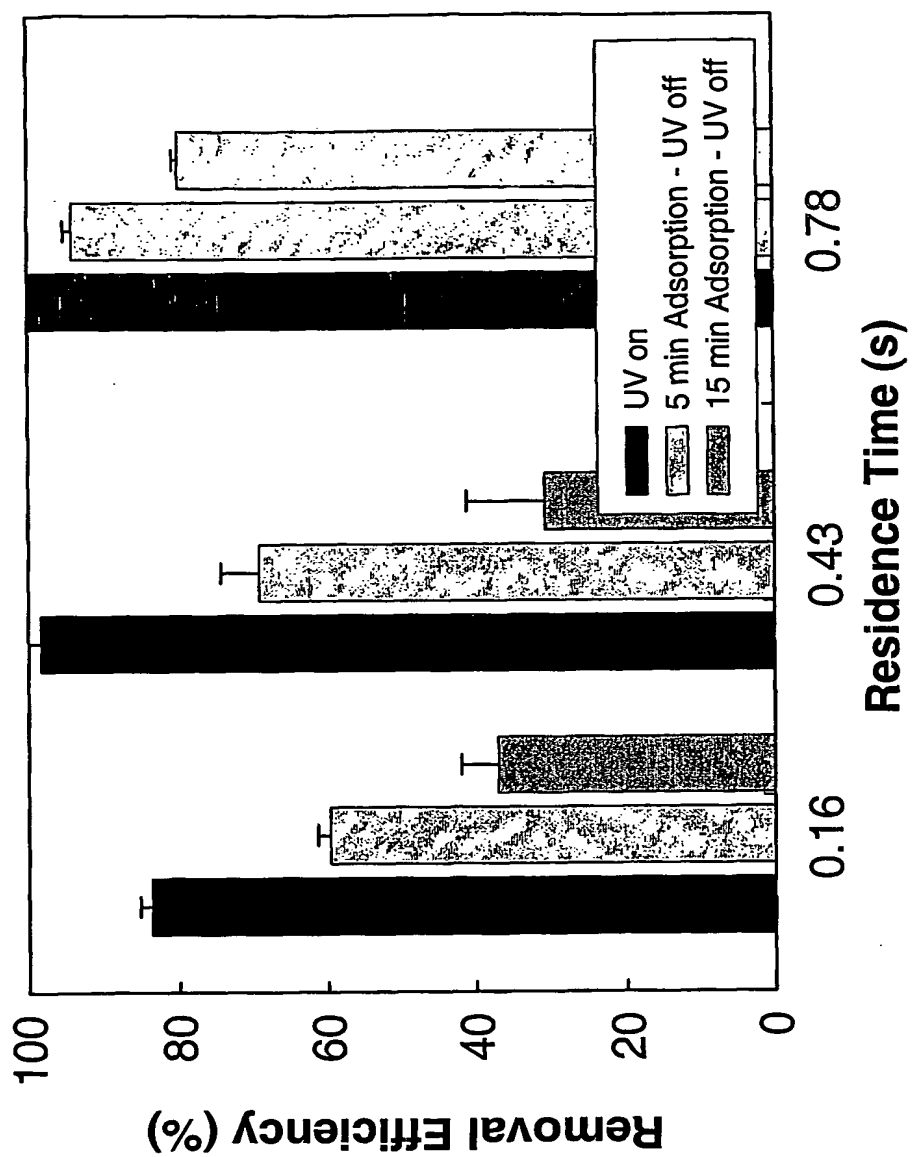 Removal Efficiency (%)
100
80
60
40
20
0
UV on
5 min Adsorption - UV off
15 min Adsorption - UV off
0.16
0.43
0.78
Residence Time (s)